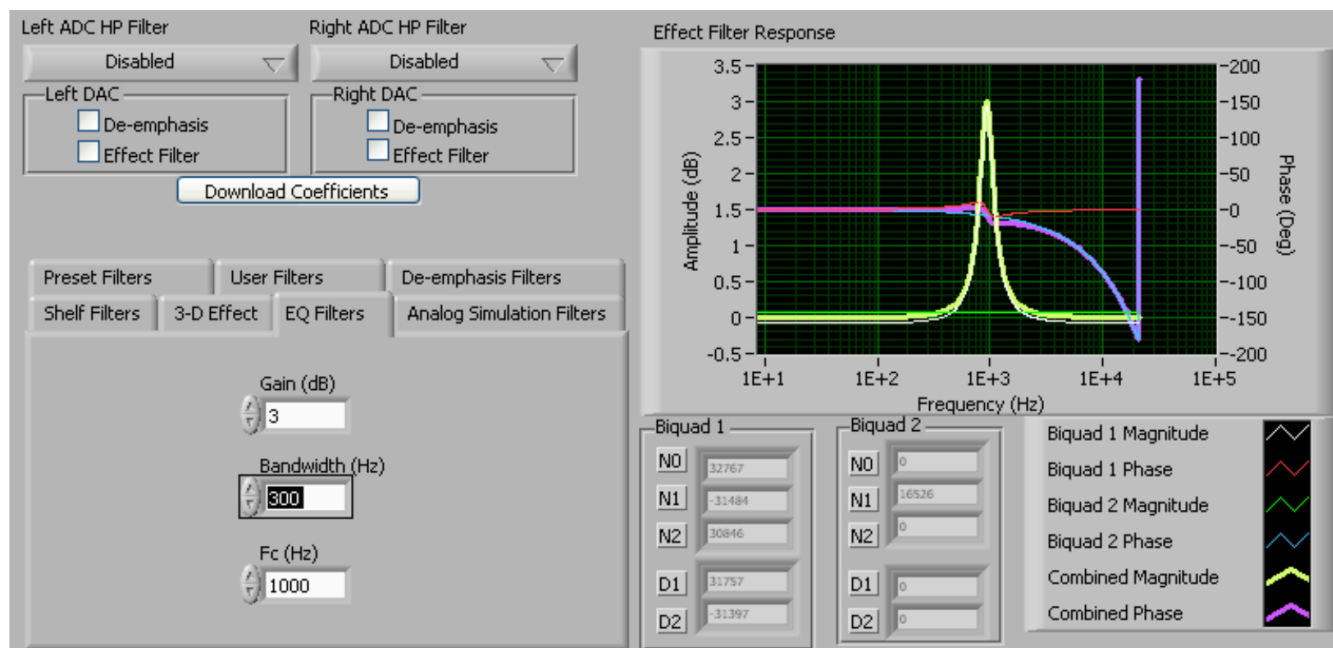 Left ADC HP Filter
Right ADC HP Filter
Disabled
Disabled
Left DAC
De-emphasis
Effect Filter
Right DAC
De-emphasis
Effect Filter
Download Coefficients
Preset Filters
User Filters
De-emphasis Filters
Shelf Filters
3-D Effect
EQ Filters
Analog Simulation Filters
Gain (dB)
3
Bandwidth (Hz)
300
Fc (Hz)
1000
Effect Filter Response
Amplitude (dB)
3.5
3
2.5
2
1.5
1
0.5
0
-0.5
200
150
100
50
0
-50
-100
-150
-200
Phase (Deg)
1E+1
1E+2
1E+3
1E+4
1E+5
Frequency (Hz)
Biquad 1
N0 32767
N1 -31484
N2 30846
D1 31757
D2 -31397
Biquad 2
N0 0
N1 16526
N2 0
D1 0
D2 0
Biquad 1 Magnitude
Biquad 1 Phase
Biquad 2 Magnitude
Biquad 2 Phase
Combined Magnitude
Combined Phase